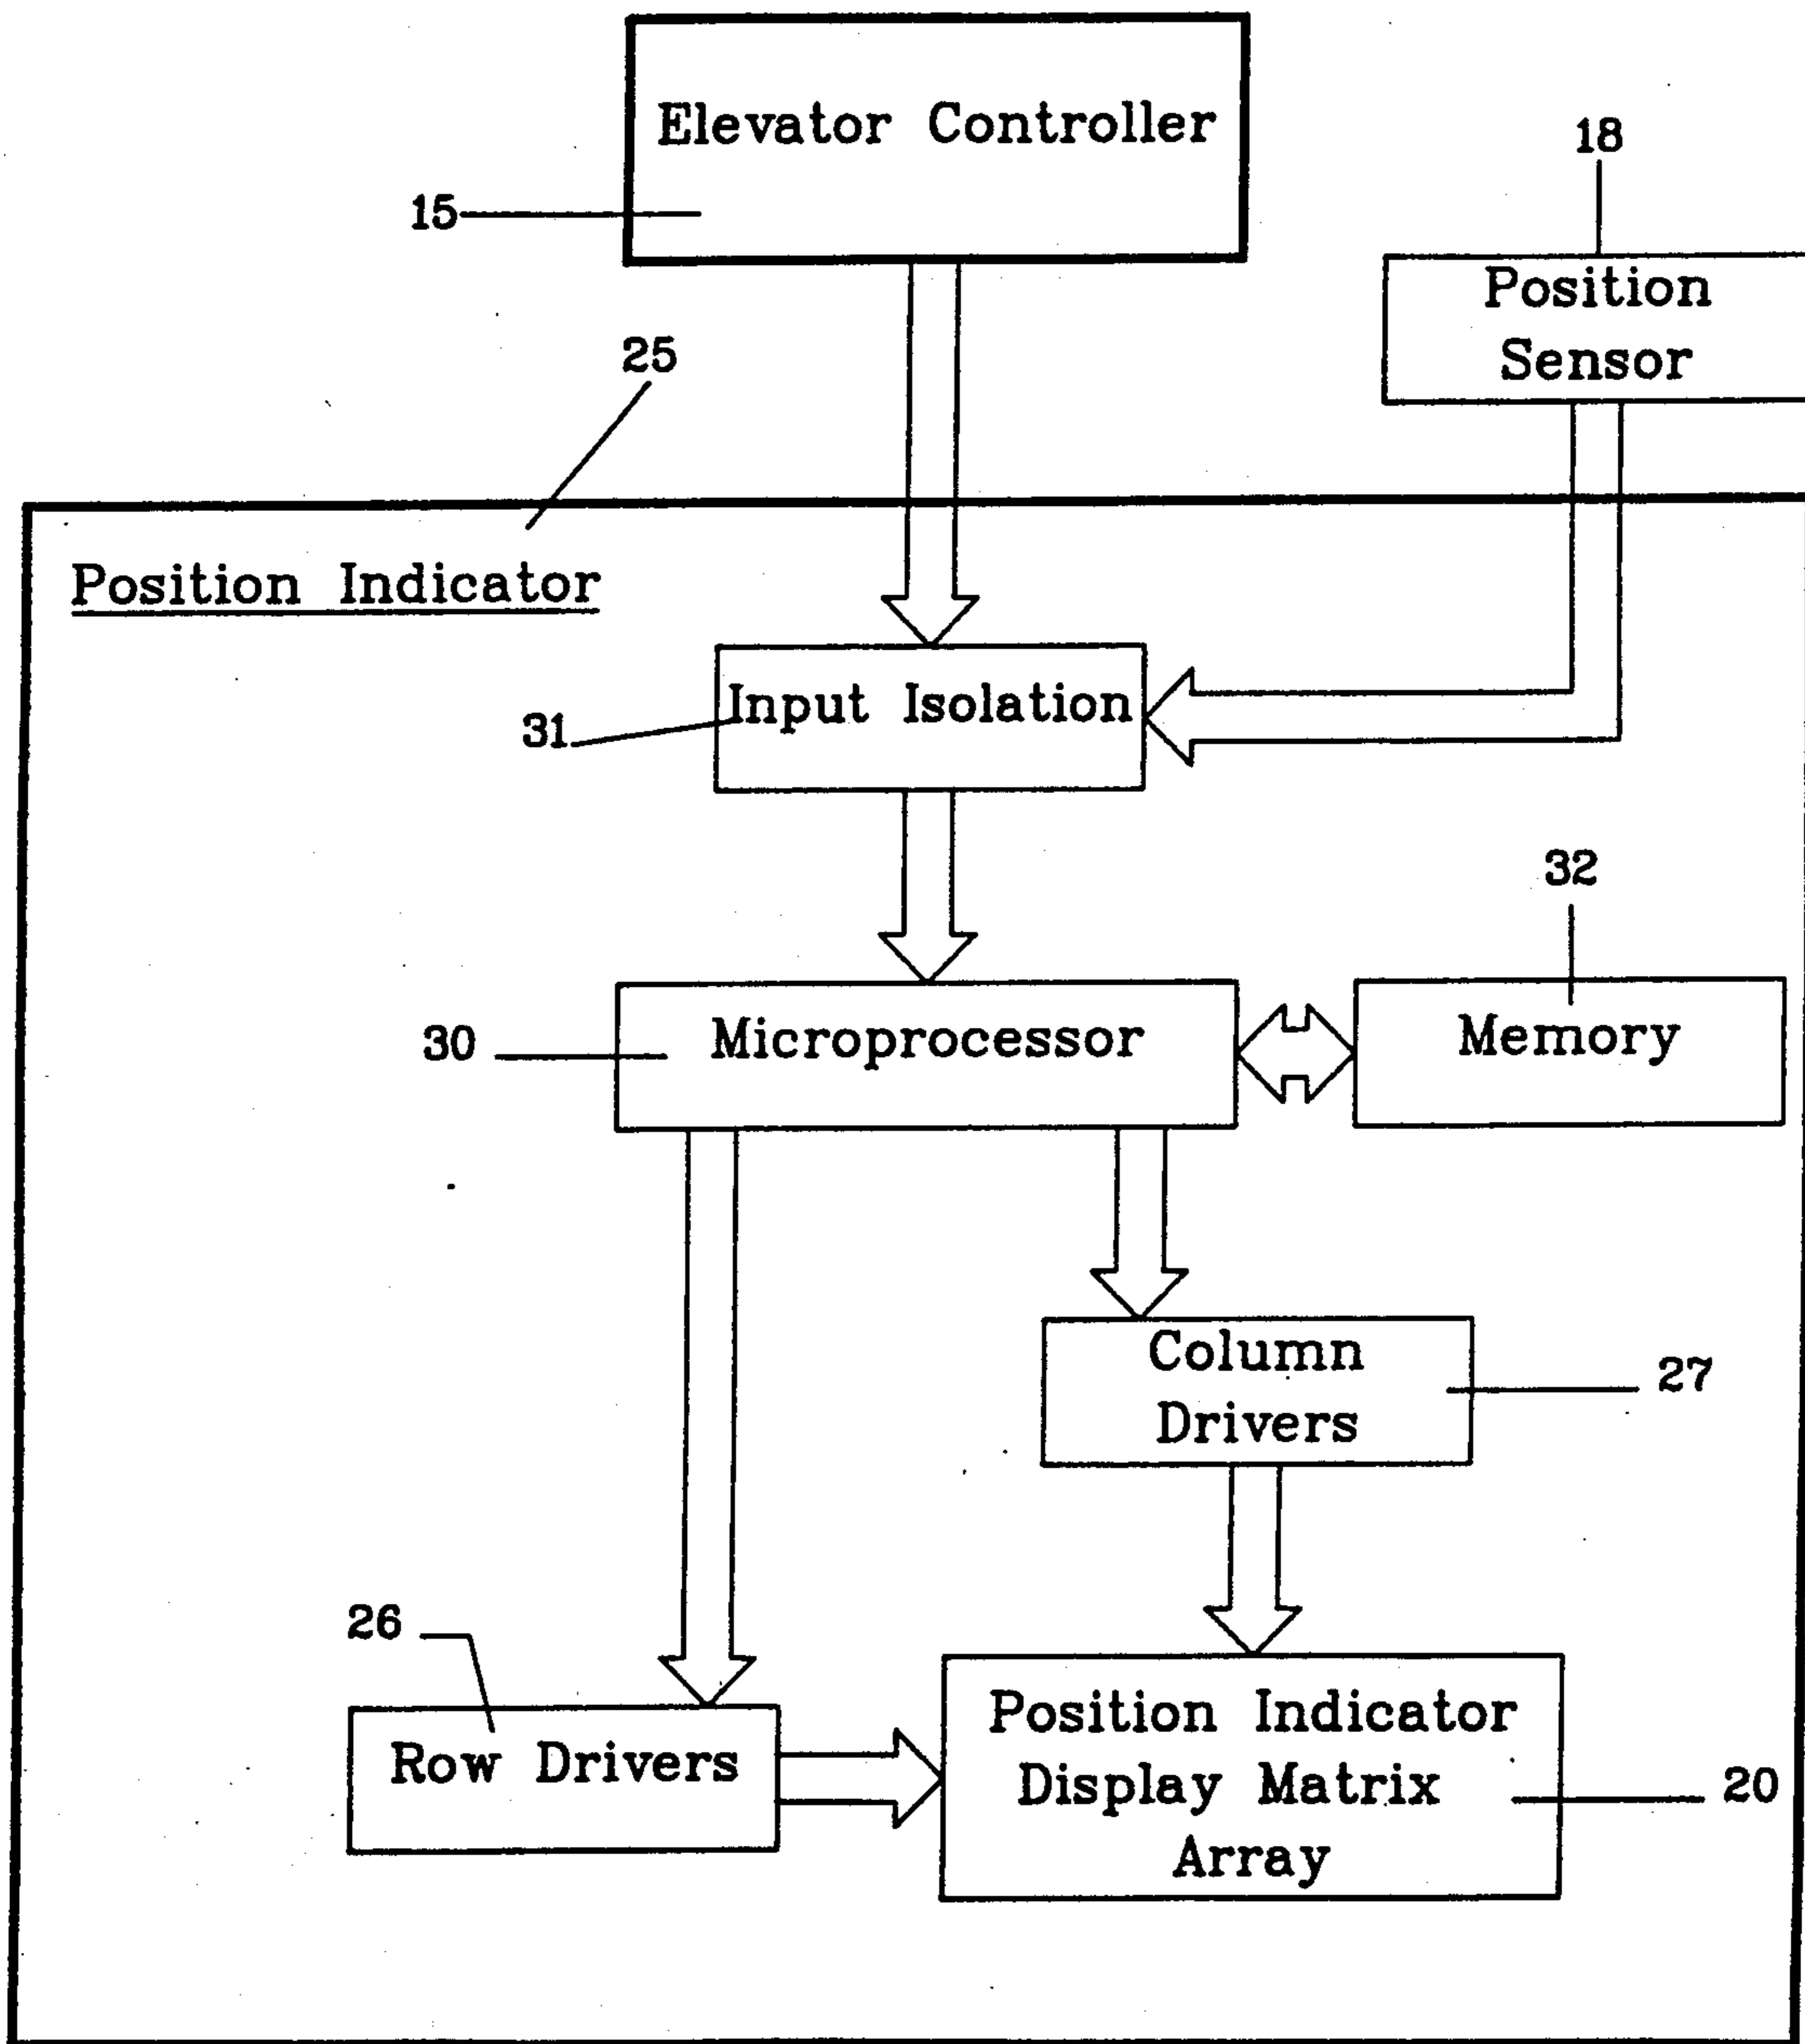 Elevator Controller
15
18
Position
Sensor
25
Position Indicator
Input Isolation
31
32
Memory
30
Microprocessor
Column
Drivers
27
26
Row Drivers
Position Indicator
Display Matrix
Array
20